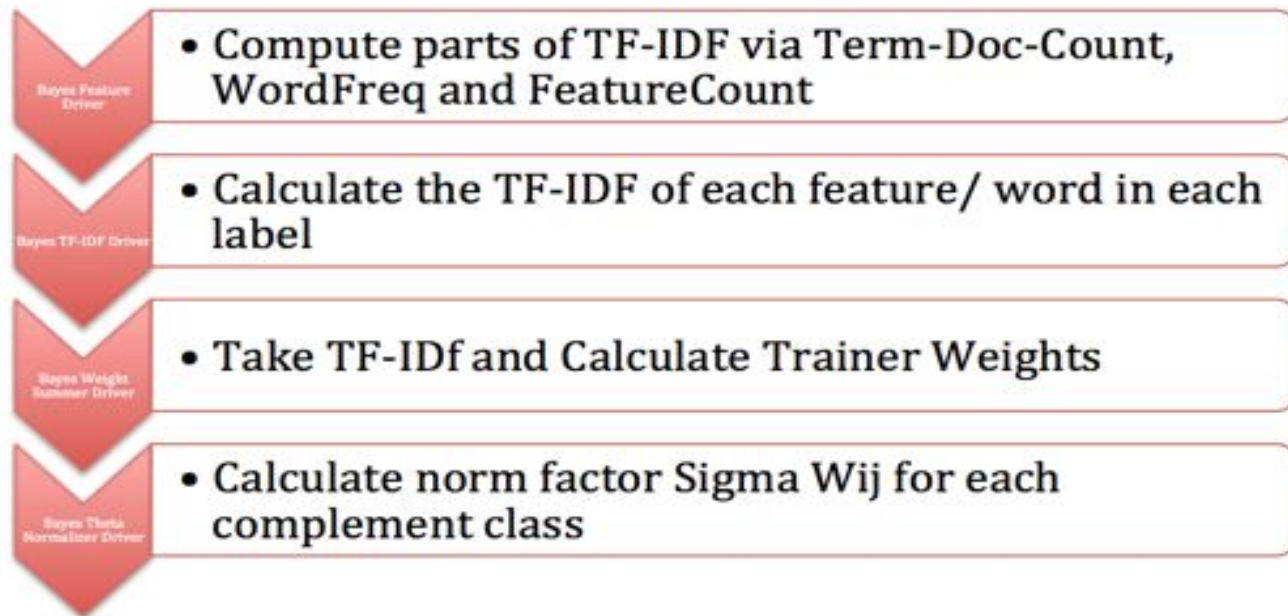 Bayes Feature
Driver
• Compute parts of TF-IDF via Term-Doc-Count,
WordFreq and FeatureCount
Bayes TF-IDF Driver
• Calculate the TF-IDF of each feature/ word in each
label
Bayes Weight
Summer Driver
• Take TF-IDf and Calculate Trainer Weights
Bayes Theta
Normalizer Driver
• Calculate norm factor Sigma Wij for each
complement class